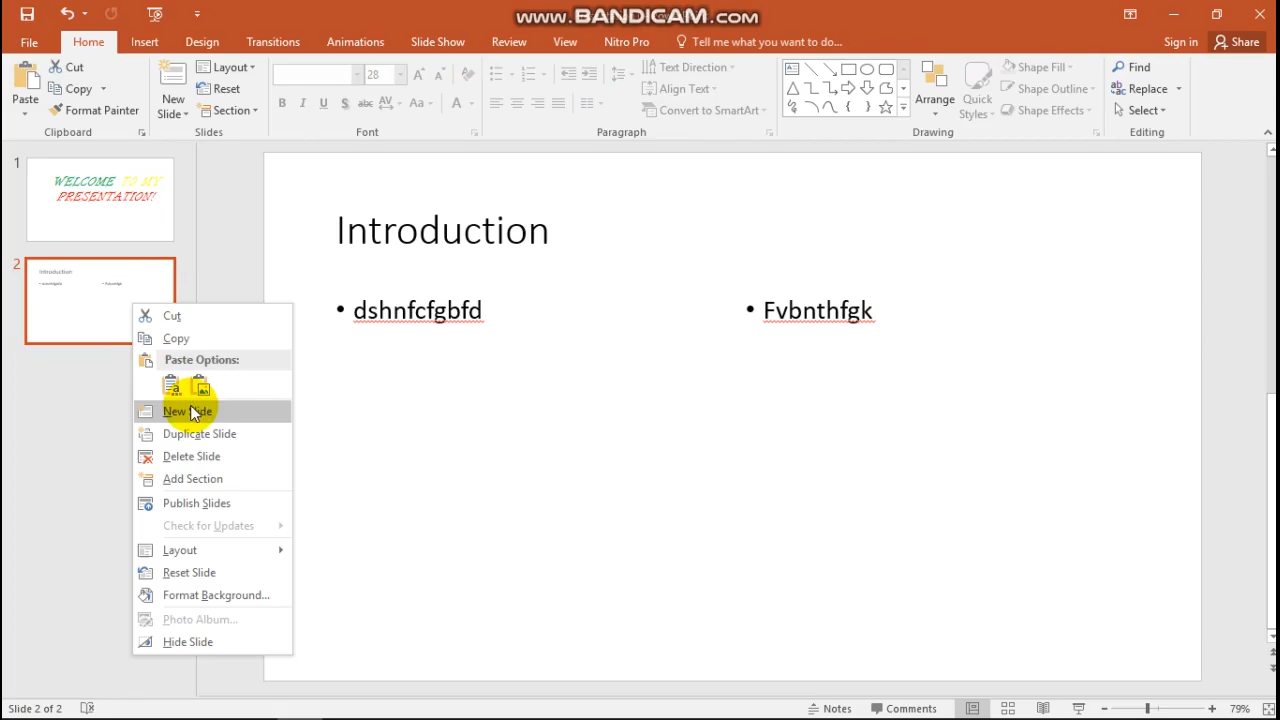 www.BANDICAM.com
File Home Insert Design Transitions Animations Slide Show Review View Nitro Pro Tell me what you want to do... Sign in Share
Paste
Cut
Copy
Format Painter
Clipboard
New Slide
Layout
Reset
Section
Slides
28
Font
Text Direction
Align Text
Convert to SmartArt
Paragraph
Arrange
Quick Styles
Shape Fill
Shape Outline
Shape Effects
Drawing
Find
Replace
Select
Editing
1
WELCOME TO MY
PRESENTATION!
2
Introduction
Introduction
• dshnfcfgbfd
• Fvbnthfgk
Cut
Copy
Paste Options:
New Slide
Duplicate Slide
Delete Slide
Add Section
Publish Slides
Check for Updates
Layout
Reset Slide
Format Background...
Photo Album...
Hide Slide
Slide 2 of 2
Notes Comments 79%